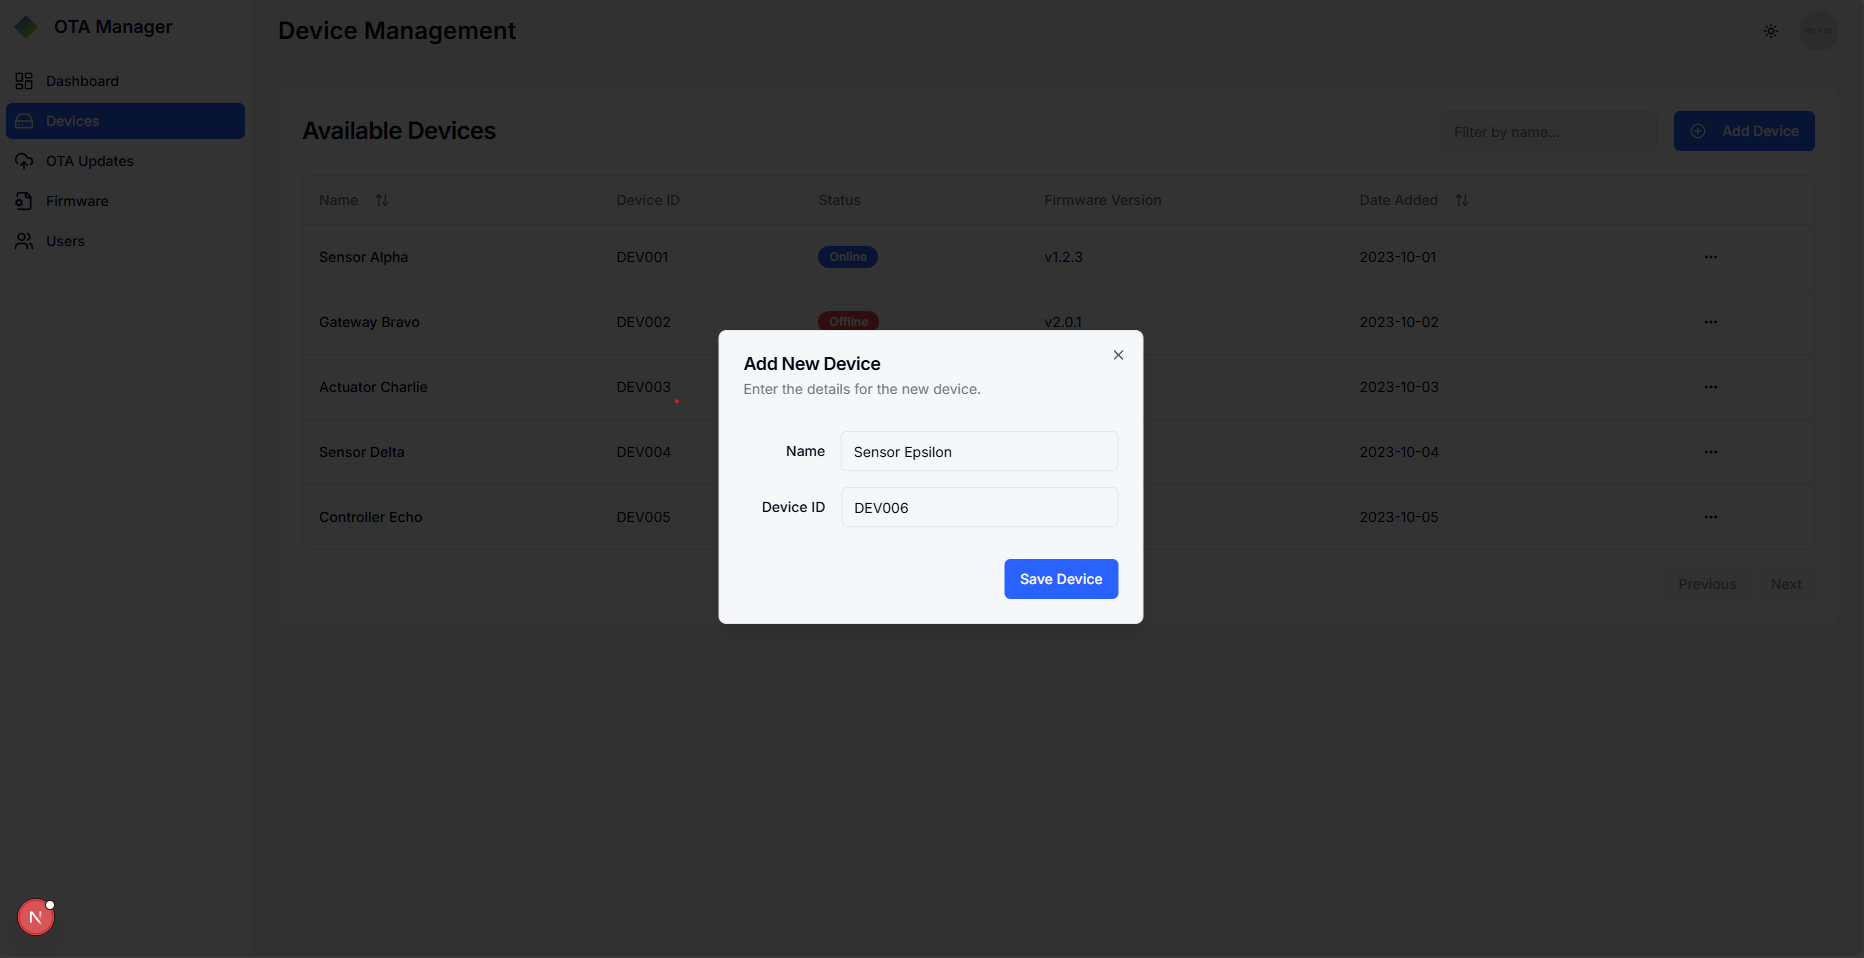 OTA Manager
Dashboard
Devices
OTA Updates
Firmware
Users
Device Management
Available Devices
Filter by name...
Add Device
Name Device ID Status Firmware Version Date Added
Sensor Alpha DEV001 Online v1.2.3 2023-10-01 ...
Gateway Bravo DEV002 Offline v2.0.1 2023-10-02 ...
Actuator Charlie DEV003 2023-10-03 ...
Sensor Delta DEV004 2023-10-04 ...
Controller Echo DEV005 2023-10-05 ...
Previous Next
Add New Device
Enter the details for the new device.
Name Sensor Epsilon
Device ID DEV006
Save Device
N